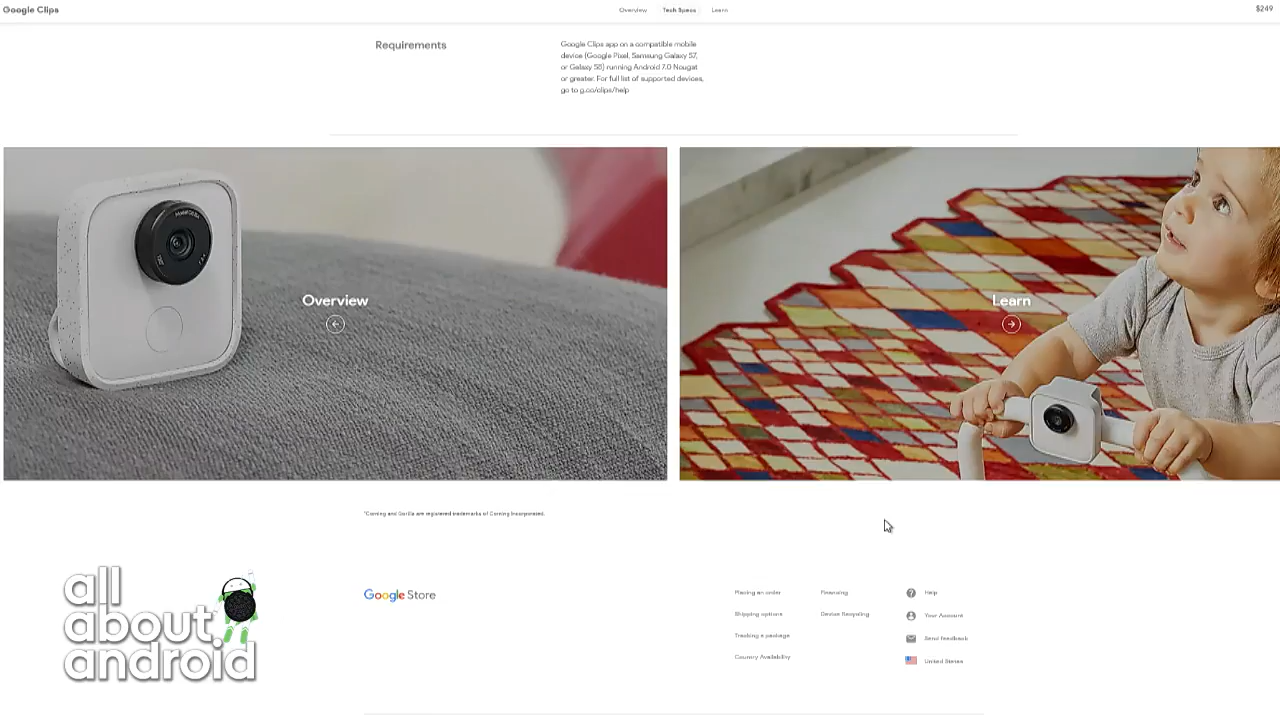 Google Clips
Overview
Tech Specs
Learn
$249
Requirements
Google Clips app on a compatible mobile
device (Google Pixel, Samsung Galaxy S7,
or Galaxy S8) running Android 7.0 Nougat
or greater. For full list of supported devices,
go to g.co/clips/help
Overview
Learn
*Corning and Gorilla are registered trademarks of Corning Incorporated.
all
about
android
Google Store
Placing an order
Shipping options
Tracking a package
Country Availability
Financing
Device Recycling
Help
Your Account
Send feedback
United States